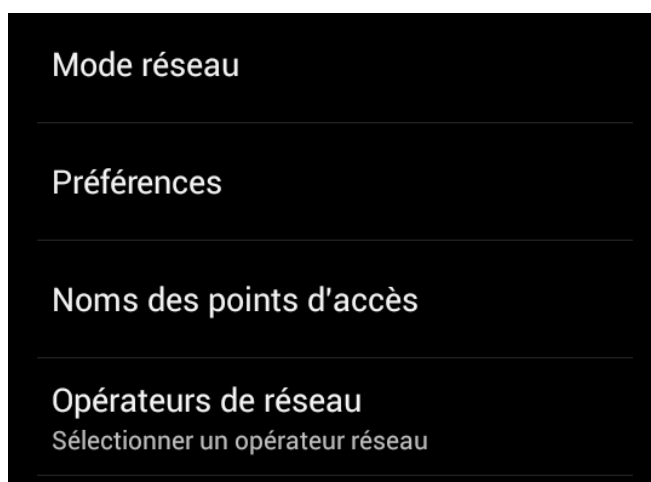 Mode réseau
Préférences
Noms des points d'accès
Opérateurs de réseau
Sélectionner un opérateur réseau